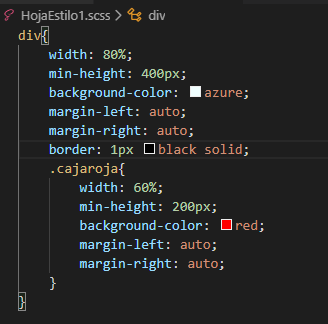 HojaEstilo1.scss > div
div{
width: 80%;
min-height: 400px;
background-color: azure;
margin-left: auto;
margin-right: auto;
border: 1px black solid;
.cajaroja{
width: 60%;
min-height: 200px;
background-color: red;
margin-left: auto;
margin-right: auto;
}
}